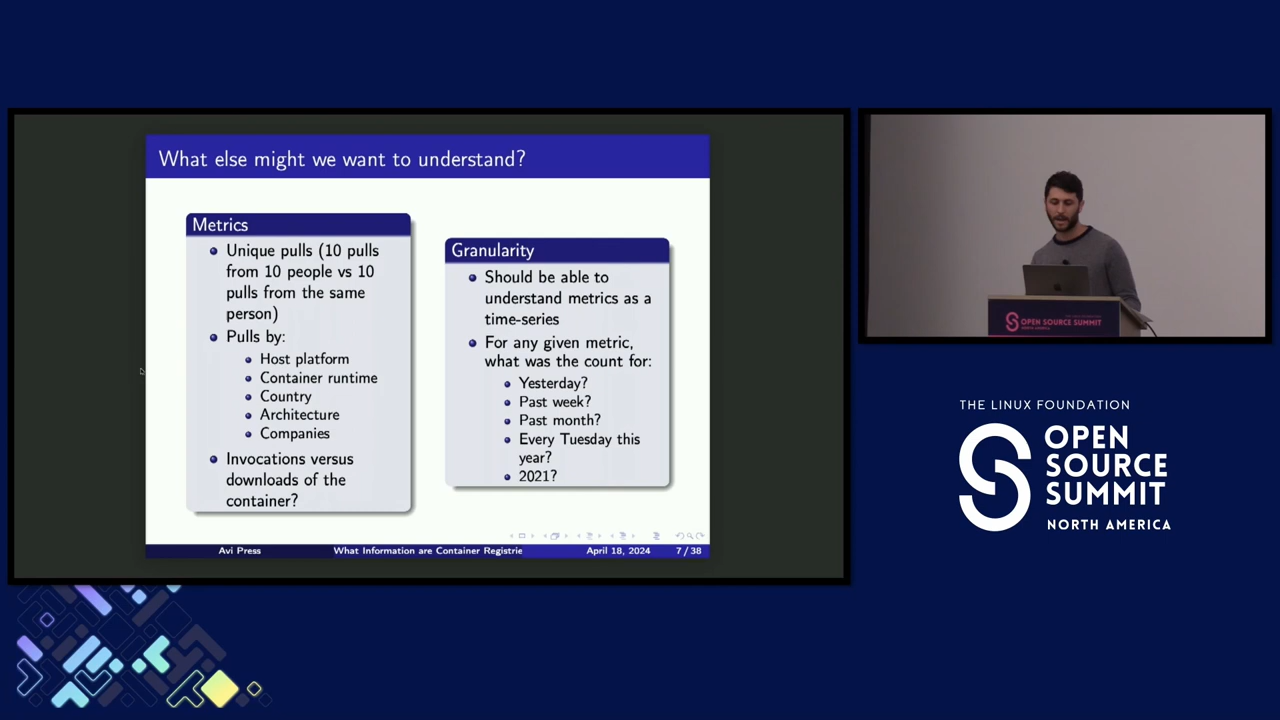 What else might we want to understand?
Metrics
Unique pulls (10 pulls
from 10 people vs 10
pulls from the same
person)
Pulls by:
Host platform
Container runtime
Country
Architecture
Companies
Invocations versus
downloads of the
container?
Granularity
Should be able to
understand metrics as a
time-series
For any given metric,
what was the count for:
Yesterday?
Past week?
Past month?
Every Tuesday this
year?
2021?
Avi Press
What Information are Container Registrie
April 18, 2024
7 / 38
OPEN SOURCE SUMMIT
THE LINUX FOUNDATION
OPEN
SOURCE
SUMMIT
NORTH AMERICA